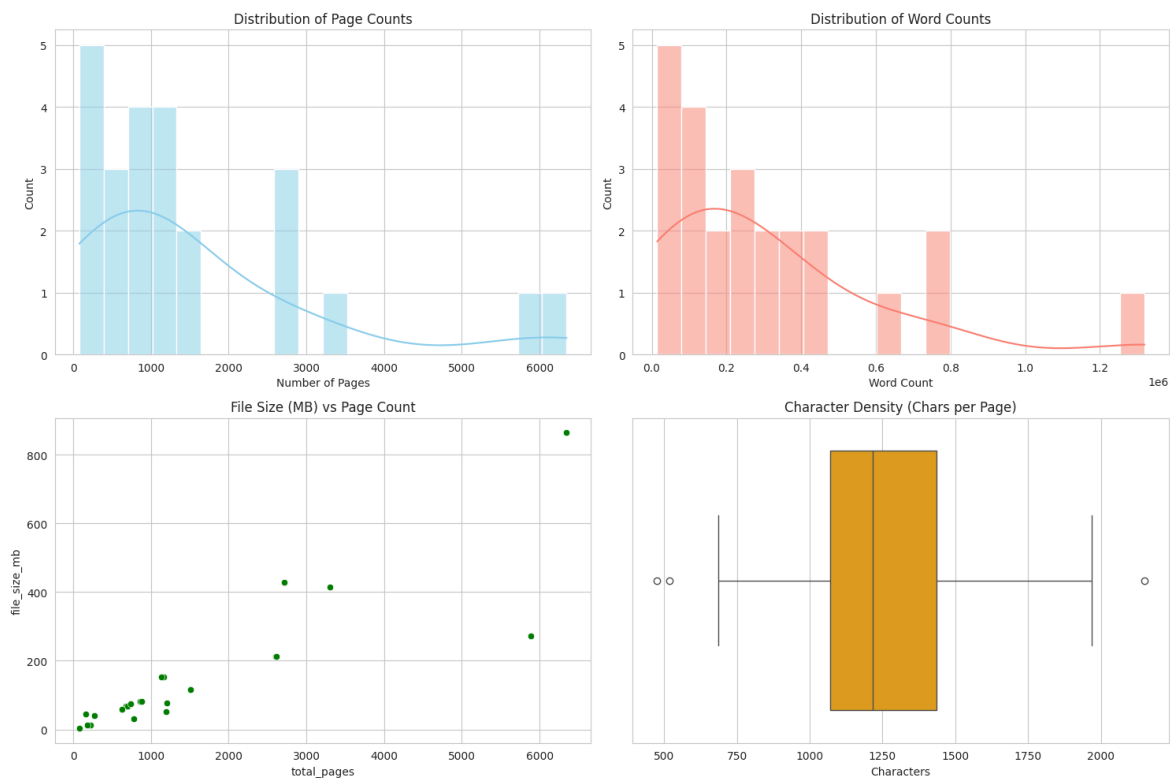 Distribution of Page Counts
5
4
3
2
1
0
Count
0 1000 2000 3000 4000 5000 6000
Number of Pages
Distribution of Word Counts
5
4
3
2
1
0
Count
0.0 0.2 0.4 0.6 0.8 1.0 1.2
1e6
Word Count
File Size (MB) vs Page Count
800
600
400
200
0
file_size_mb
0 1000 2000 3000 4000 5000 6000
total_pages
Character Density (Chars per Page)
500 750 1000 1250 1500 1750 2000
Characters